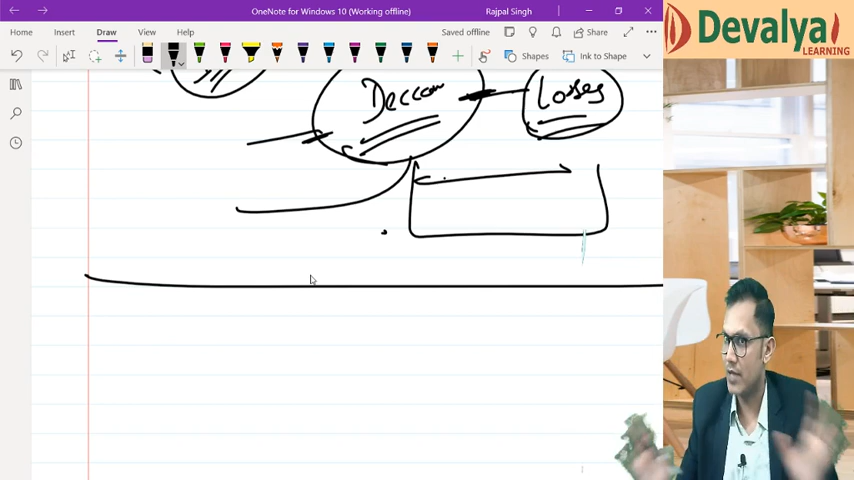 OneNote for Windows 10 (Working offline)
Rajpal Singh
Home
Insert
Draw
View
Help
Saved offline
Share
Shapes
Ink to Shape
Deccan
Losses
Devalya
LEARNING